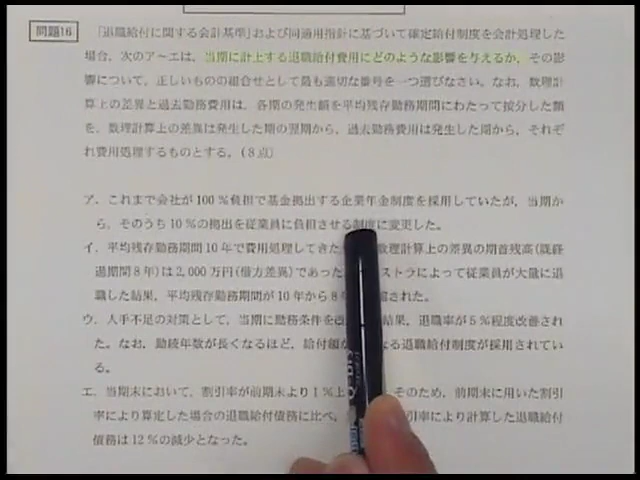 問題16
「退職給付に関する会計基準」および同適用指針に基づいて確定給付制度を会計処理した
場合，次のア～エは，当期に計上する退職給付費用にどのような影響を与えるか，その影
響について，正しいものの組合せとして最も適切な番号を一つ選びなさい。なお，数理計
算上の差異と過去勤務費用は，各期の発生額を平均残存勤務期間にわたって按分した額
を，数理計算上の差異は発生した期の翌期から，過去勤務費用は発生した期から，それぞ
れ費用処理するものとする。（8点）
ア．これまで会社が100％負担で基金拠出する企業年金制度を採用していたが，当期か
ら，そのうち10％の拠出を従業員に負担させる制度に変更した。
イ．平均残存勤務期間10年で費用処理してき 数理計算上の差異の期首残高（既経
過期間8年）は2,000万円（借方差異）であっ ストラによって従業員が大量に退
職した結果，平均残存勤務期間が10年から8 された。
ウ．人手不足の対策として，当期に勤務条件を 結果，退職率が5％程度改善され
た。なお，勤続年数が長くなるほど，給付額 なる退職給付制度が採用されてい
る。
エ．当期末において，割引率が前期末より1％上 そのため，前期末に用いた割引
率により算定した場合の退職給付債務に比べ， 引率により計算した退職給付
債務は12％の減少となった。